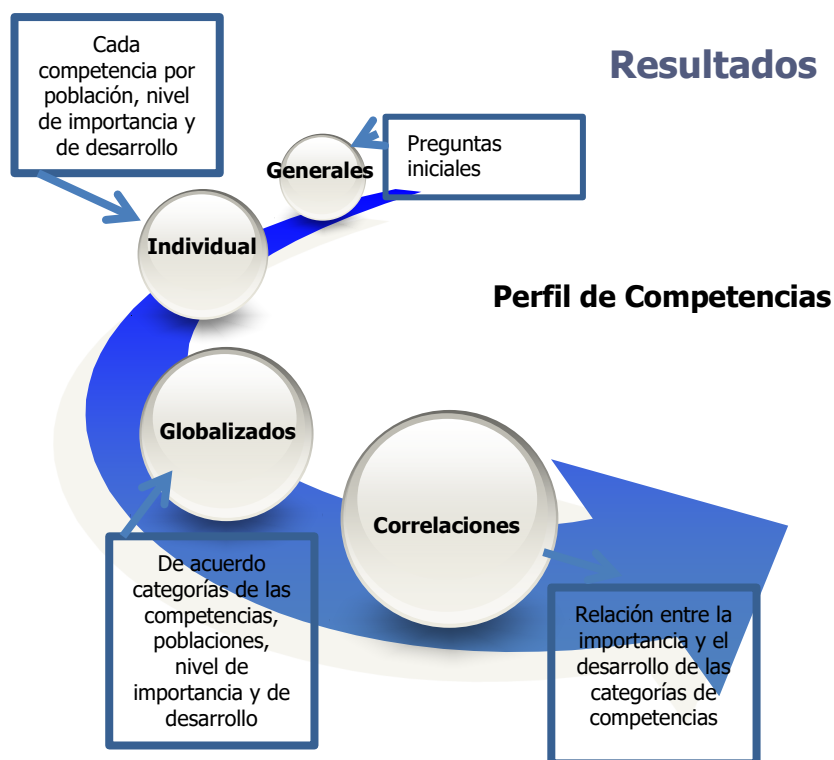 Resultados
Cada
competencia por
población, nivel
de importancia y
de desarrollo
Generales
Preguntas
iniciales
Individual
Perfil de Competencias
Globalizados
Correlaciones
De acuerdo
categorías de las
competencias,
poblaciones,
nivel de
importancia y de
desarrollo
Relación entre la
importancia y el
desarrollo de las
categorías de
competencias